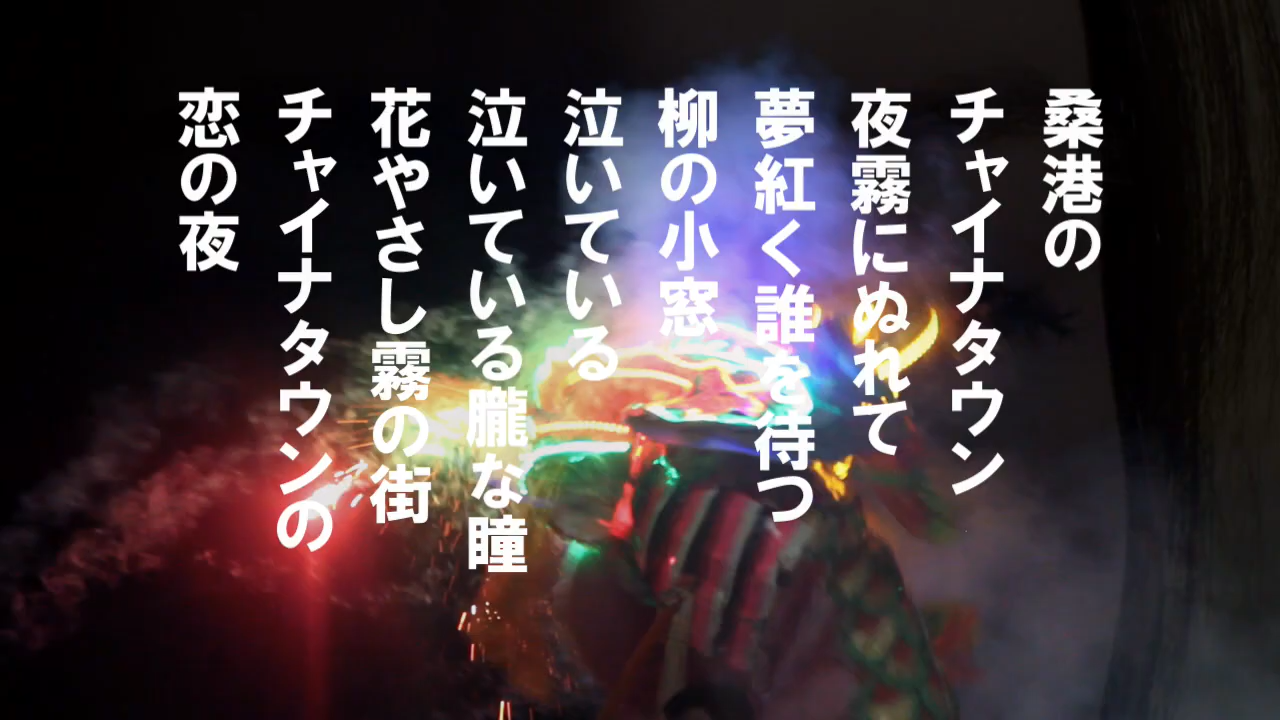 桑港の
チャイナタウン
夜霧にぬれて
夢紅く誰を待つ
柳の小窓
泣いている
泣いている朧な瞳
花やさし霧の街
チャイナタウンの
恋の夜